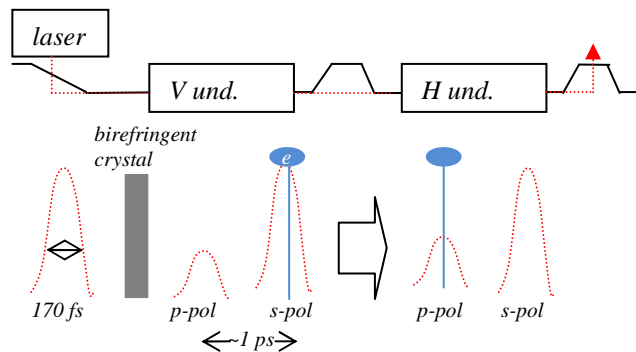 laser
V und.
H und.
birefringent
crystal
e
170 fs
p-pol
s-pol
p-pol
s-pol
~1 ps